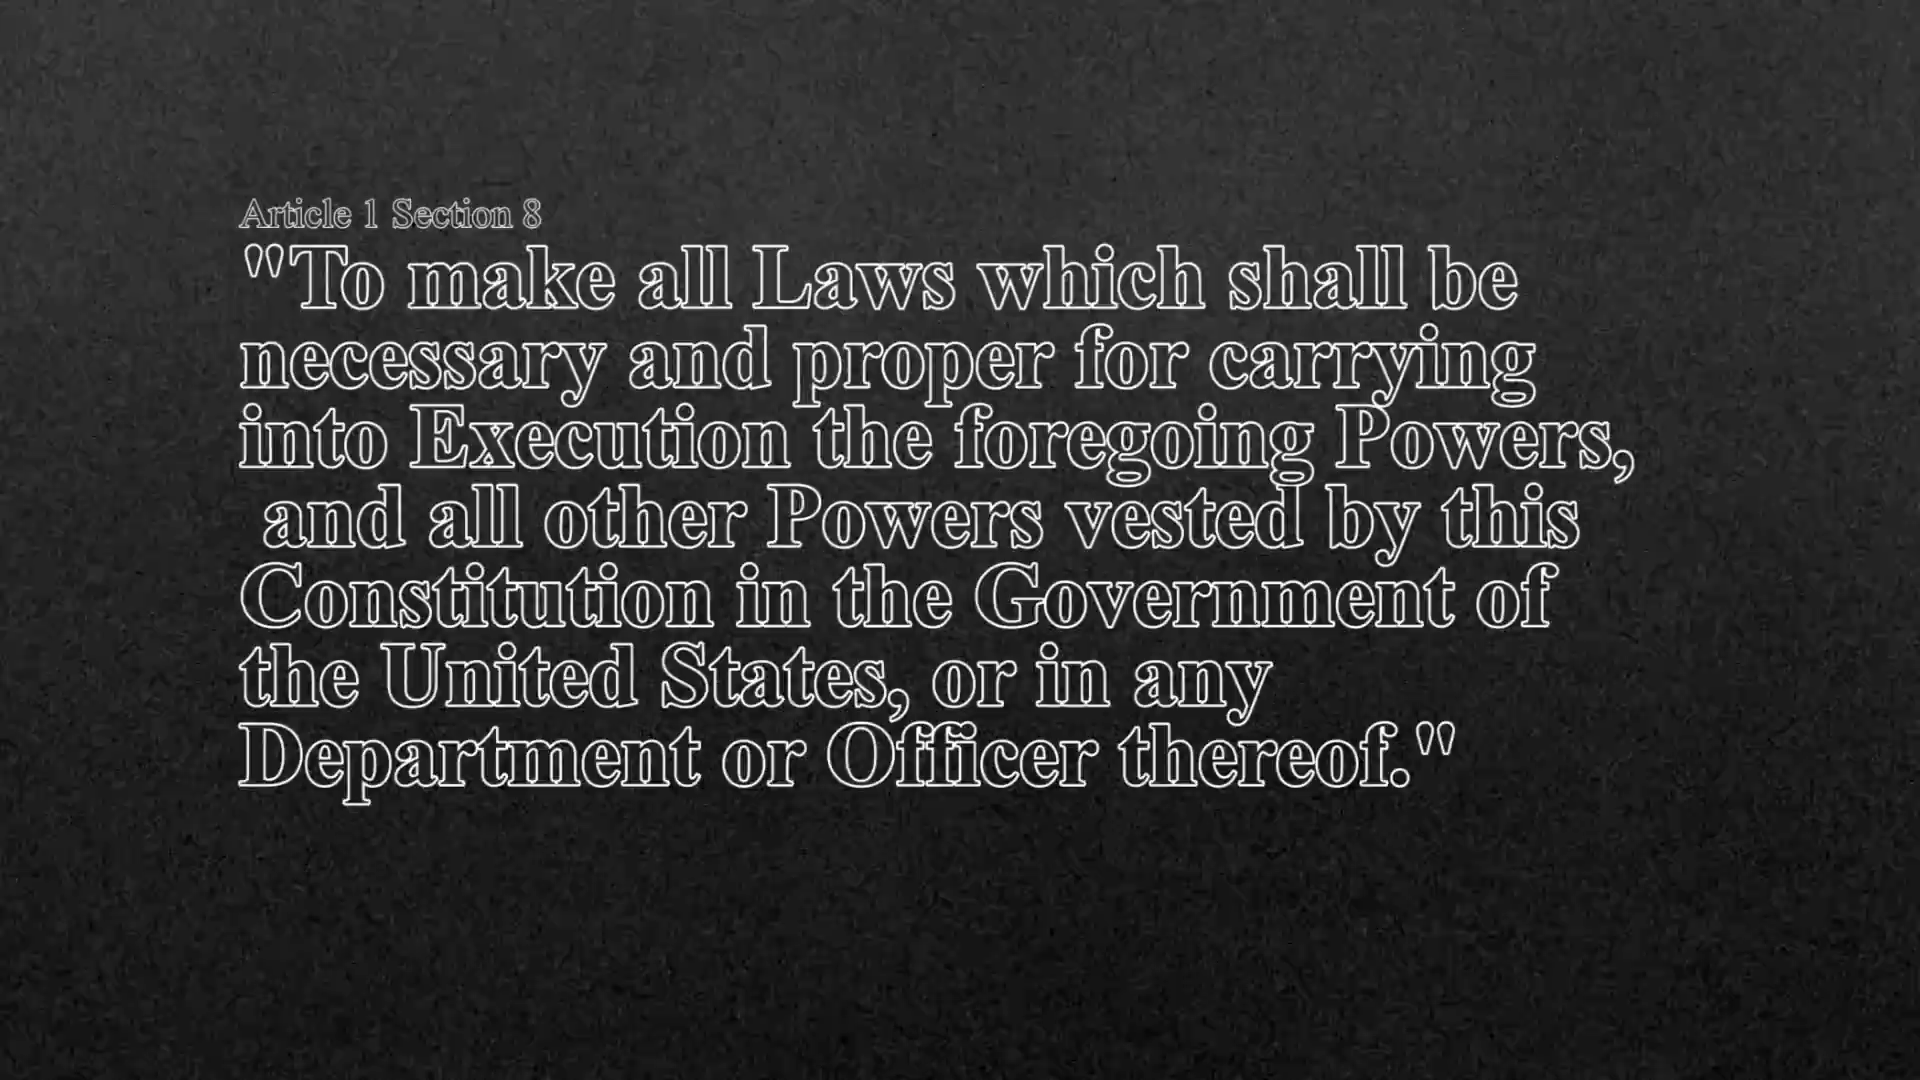 Article 1 Section 8
"To make all Laws which shall be
necessary and proper for carrying
into Execution the foregoing Powers,
and all other Powers vested by this
Constitution in the Government of
the United States, or in any
Department or Officer thereof."